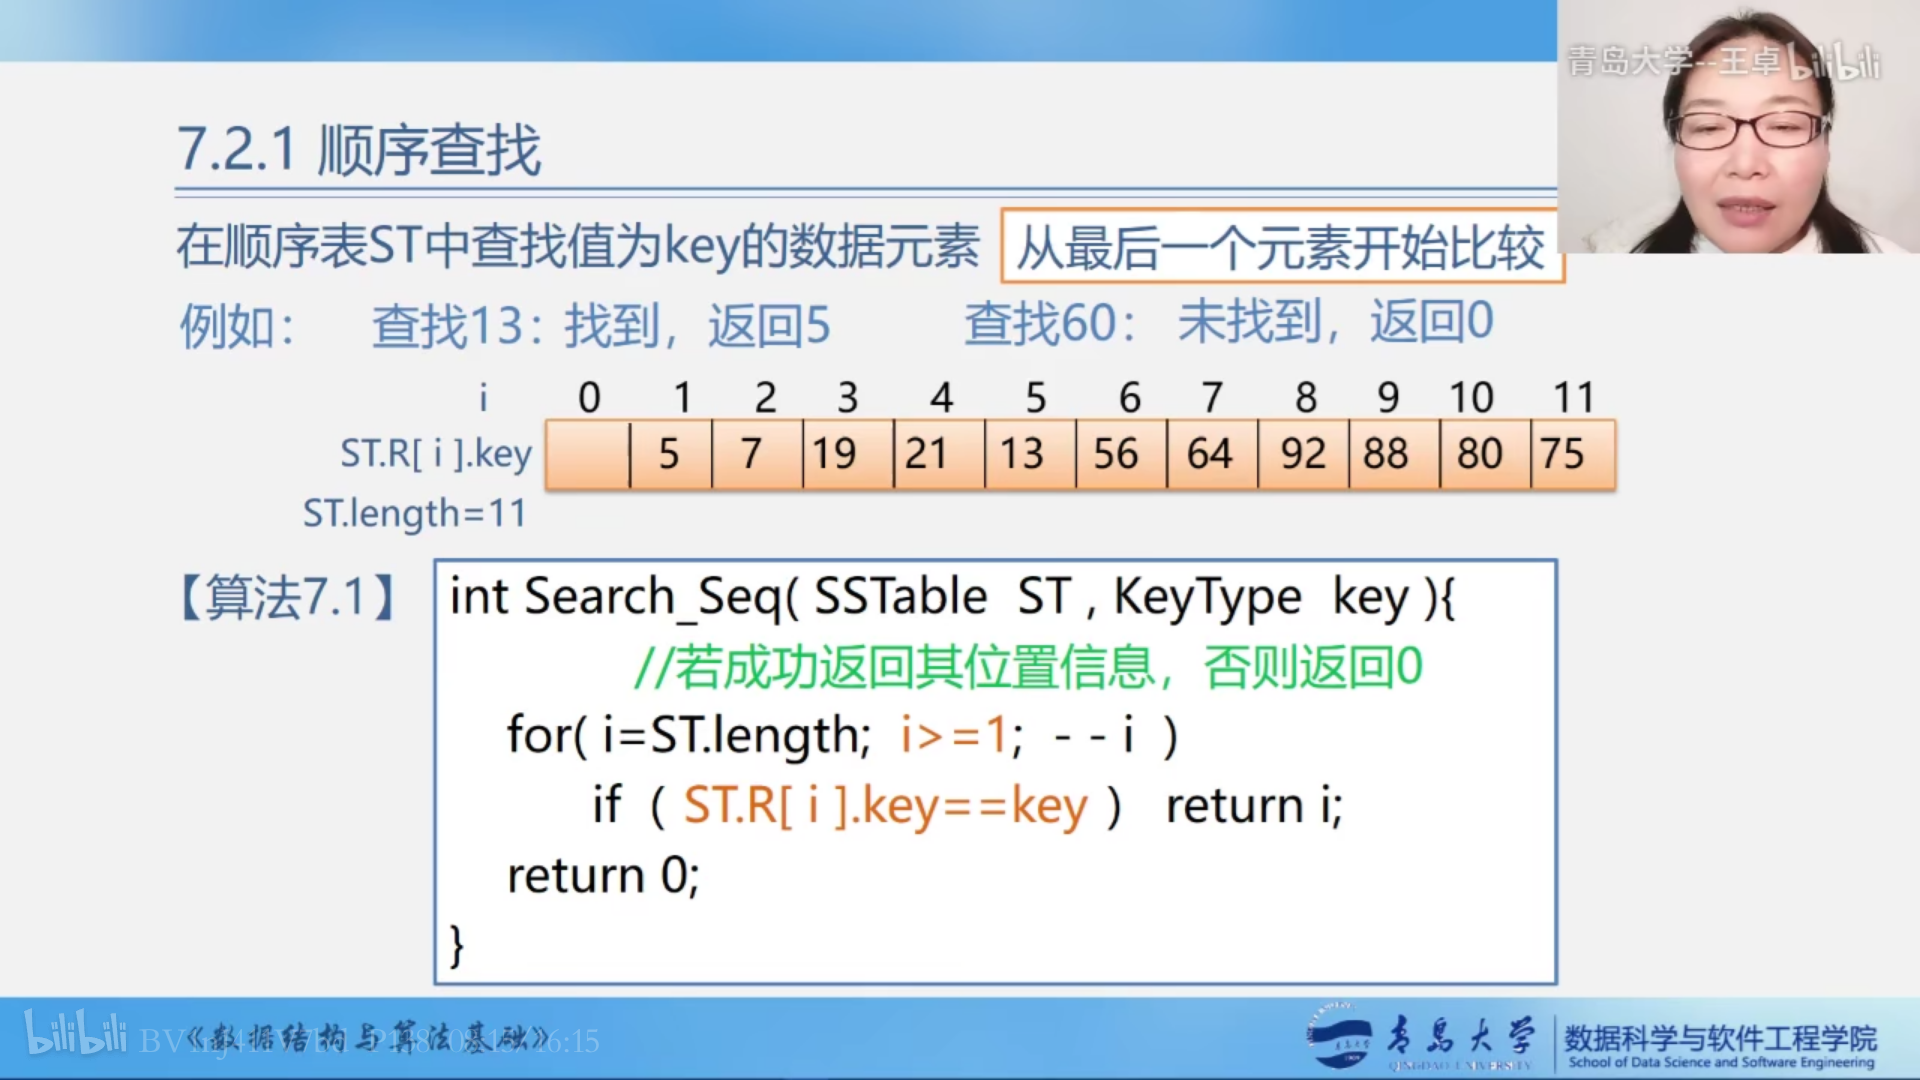 青岛大学--王卓 bilibili
7.2.1 顺序查找
在顺序表ST中查找值为key的数据元素 从最后一个元素开始比较
例如： 查找13：找到，返回5 查找60： 未找到，返回0
i 0 1 2 3 4 5 6 7 8 9 10 11
ST.R[ i ].key 5 7 19 21 13 56 64 92 88 80 75
ST.length=11
【算法7.1】 int Search_Seq( SSTable ST , KeyType key ){
//若成功返回其位置信息，否则返回0
for( i=ST.length; i>=1; - - i )
if ( ST.R[ i ].key==key ) return i;
return 0;
}
bilibili 《数据结构与算法基础》 16:15
青岛大学 数据科学与软件工程学院
QINGDAO UNIVERSITY School of Data Science and Software Engineering